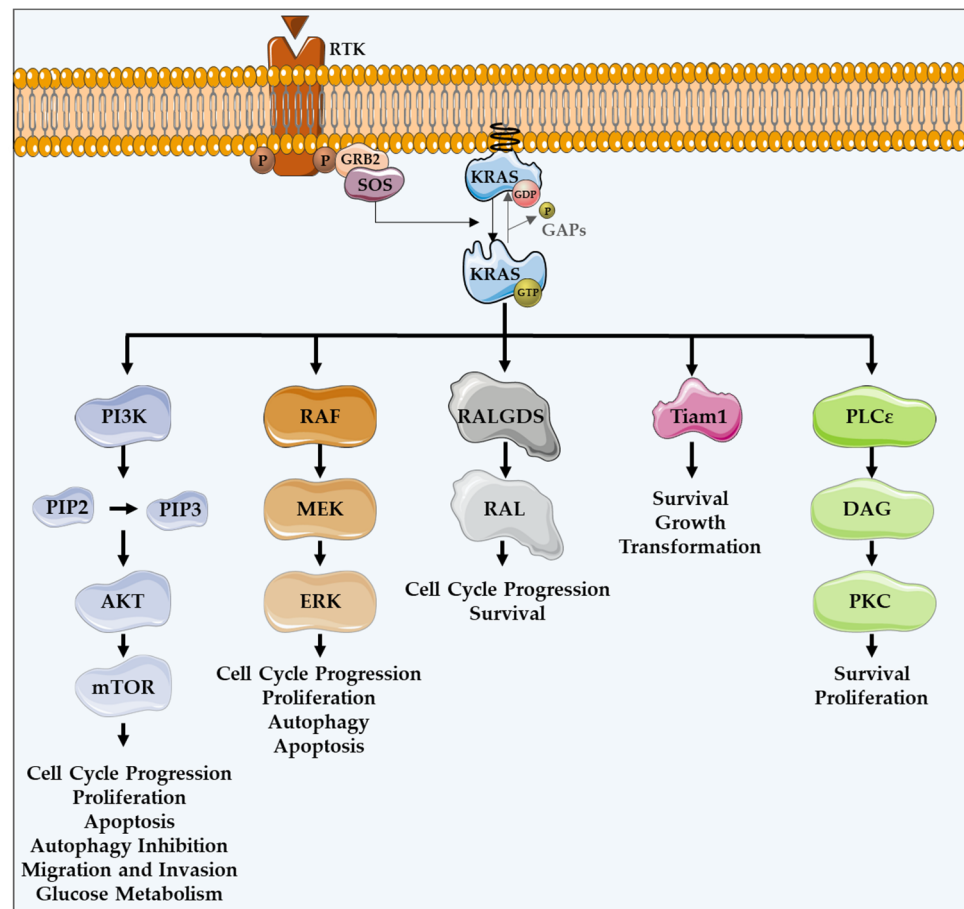 RTK
P
P
GRB2
SOS
KRAS
GDP
P
GAPs
KRAS
GTP
PI3K
RAF
RALGDS
Tiam1
PLCε
PIP2
PIP3
MEK
RAL
Survival
Growth
Transformation
DAG
AKT
ERK
Cell Cycle Progression
Survival
PKC
mTOR
Cell Cycle Progression
Proliferation
Autophagy
Apoptosis
Survival
Proliferation
Cell Cycle Progression
Proliferation
Apoptosis
Autophagy Inhibition
Migration and Invasion
Glucose Metabolism